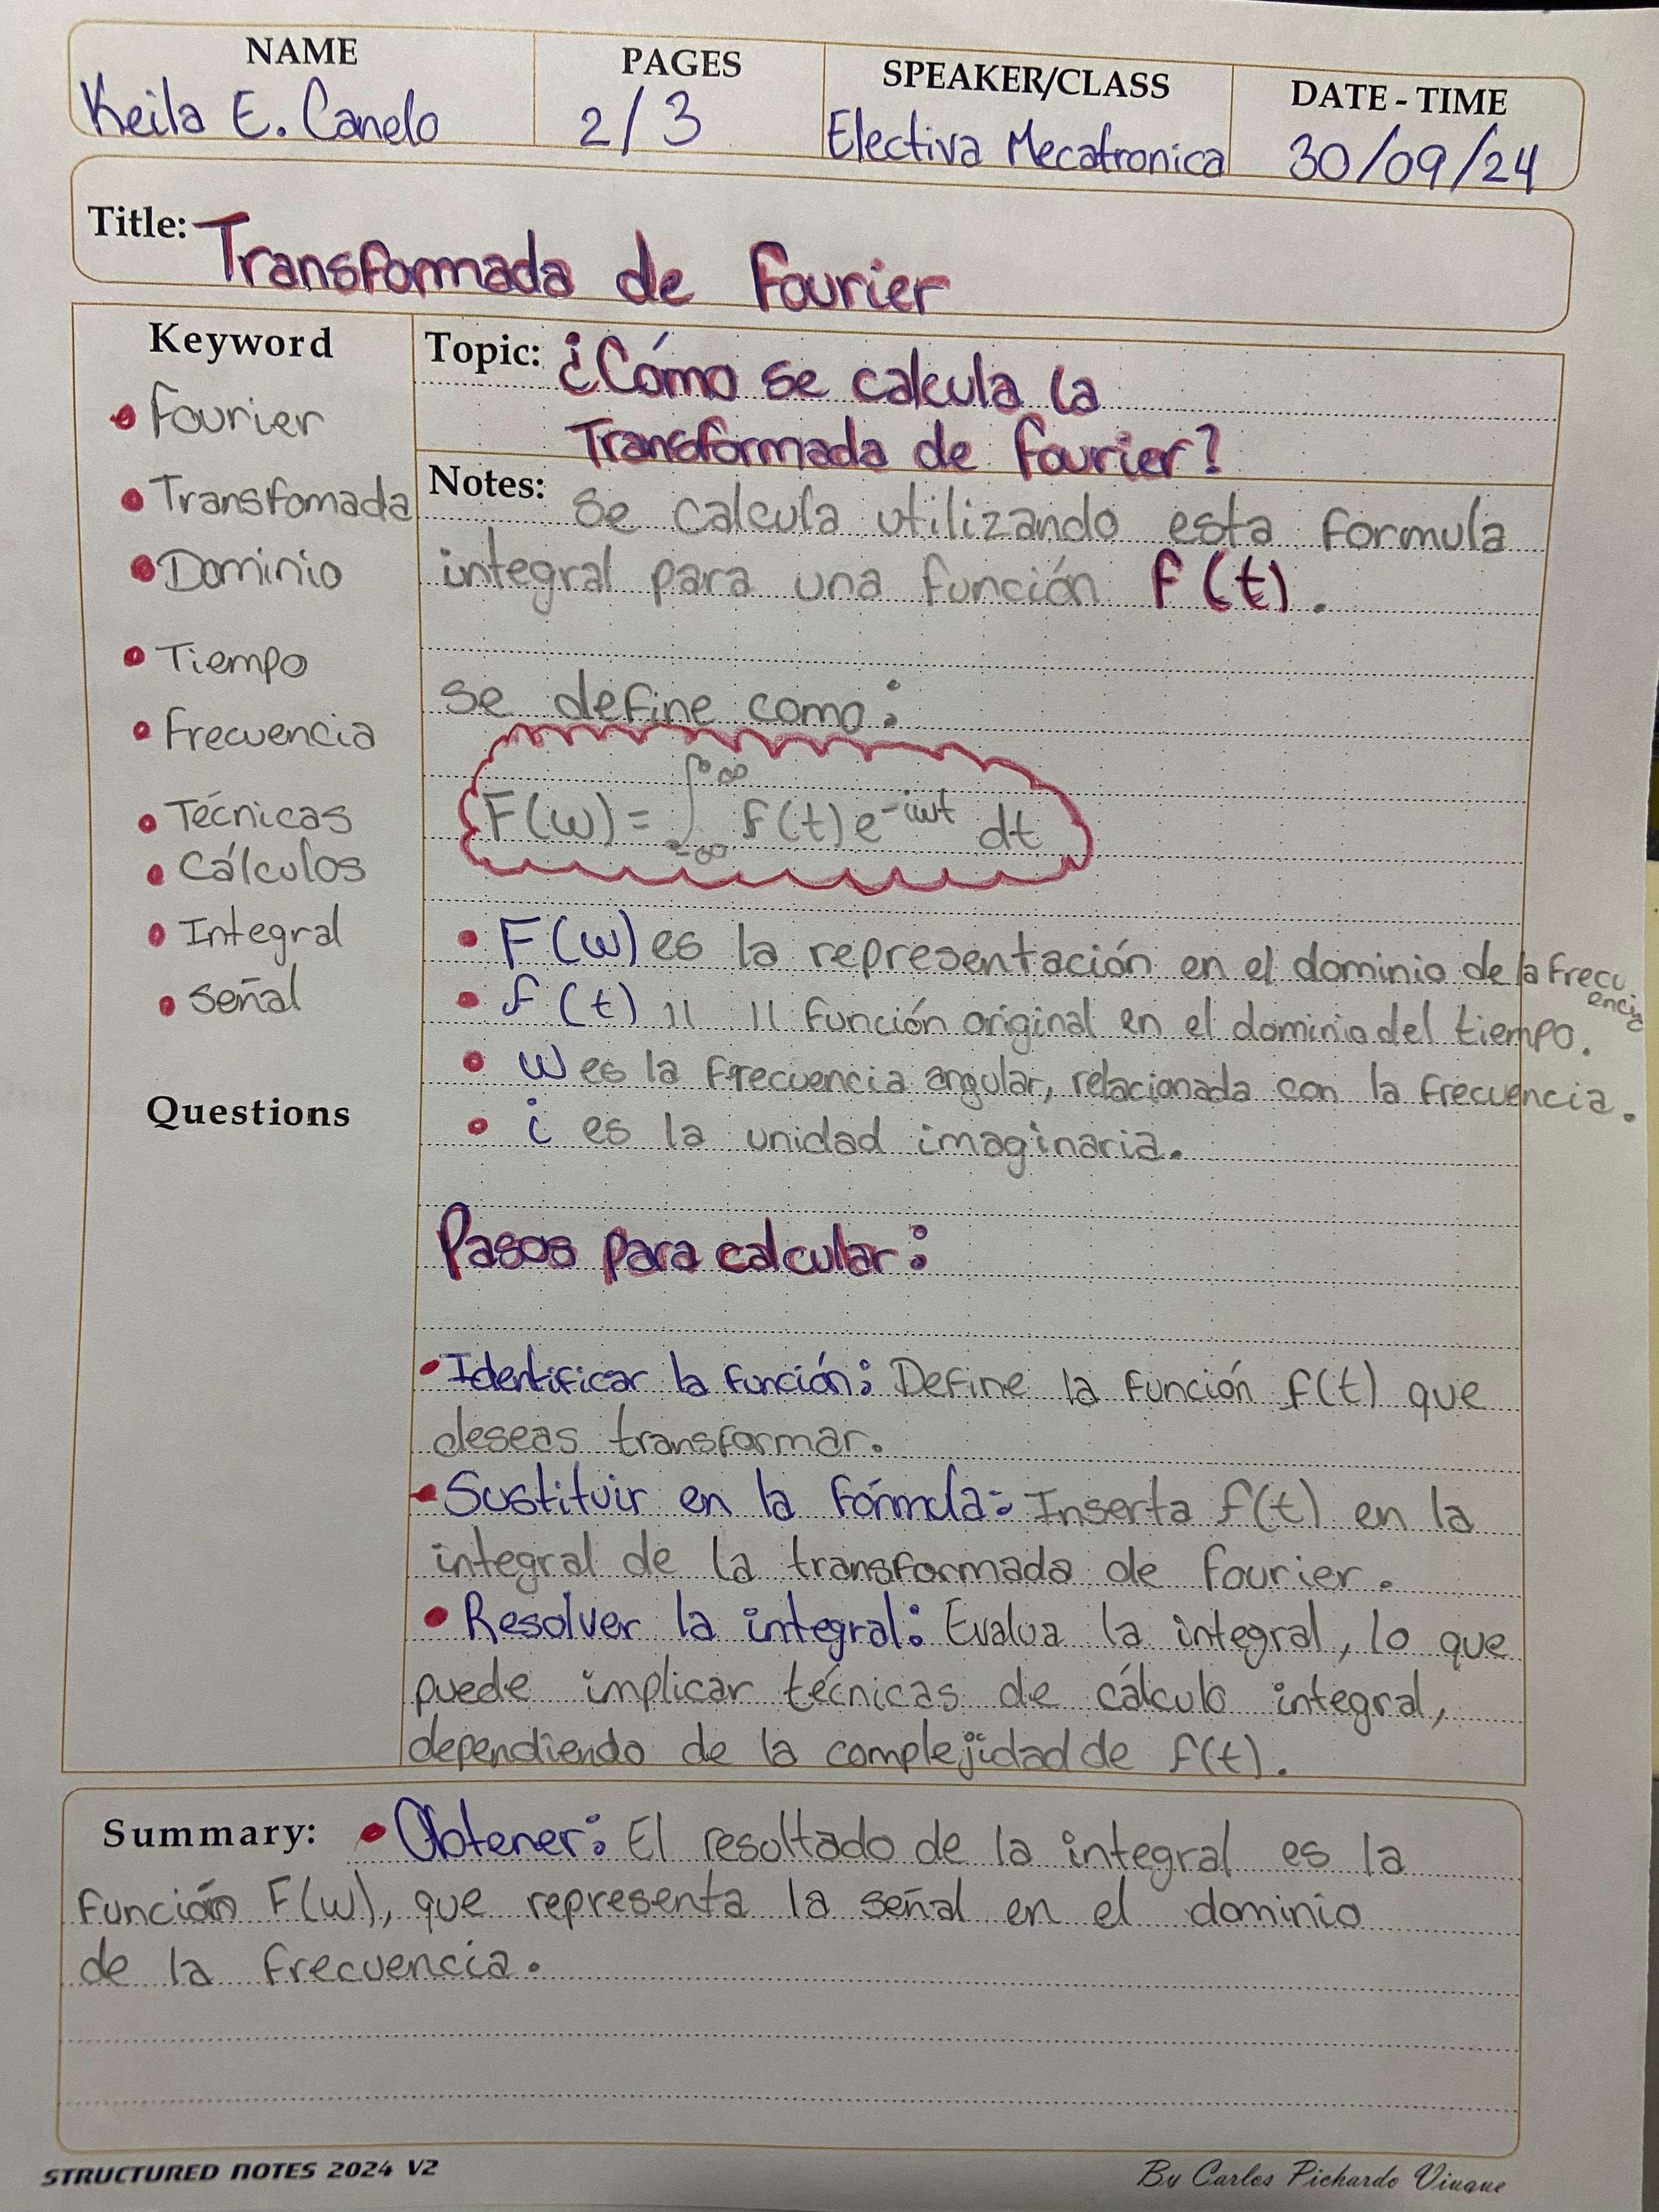 NAME
Keila E. Canelo
PAGES
2/3
SPEAKER/CLASS
Electiva Mecatronica
DATE - TIME
30/09/24
Title: Transformada de Fourier
Keyword
• Fourier
• Transfomada
• Dominio
• Tiempo
• Frecuencia
• Técnicas
• Cálculos
• Integral
• Señal
Questions
Topic: ¿Cómo se calcula la
Transformada de Fourier?
Notes: Se calcula utilizando esta formula
integral para una función F(t).
Se define como:
F(ω) = ∫_{-∞}^{∞} f(t) e^{-iωt} dt
• F(ω) es la representación en el dominio de la Frecuencia
• f(t) 11 11 función original en el dominio del tiempo.
• ω es la Frecuencia angular, relacionada con la frecuencia.
• i es la unidad imaginaria.
Pasos para calcular:
• Identificar la función: Define la función f(t) que
deseas transformar.
• Sustituir en la fórmula: Inserta f(t) en la
integral de la transformada de Fourier.
• Resolver la integral: Evalua la integral, lo que
puede implicar técnicas de cálculo integral,
dependiendo de la complejidad de f(t).
Summary: • Obtener: El resultado de la integral es la
función F(ω), que representa la señal en el dominio
de la frecuencia.
STRUCTURED NOTES 2024 V2
By Carlos Pichardo Viuque